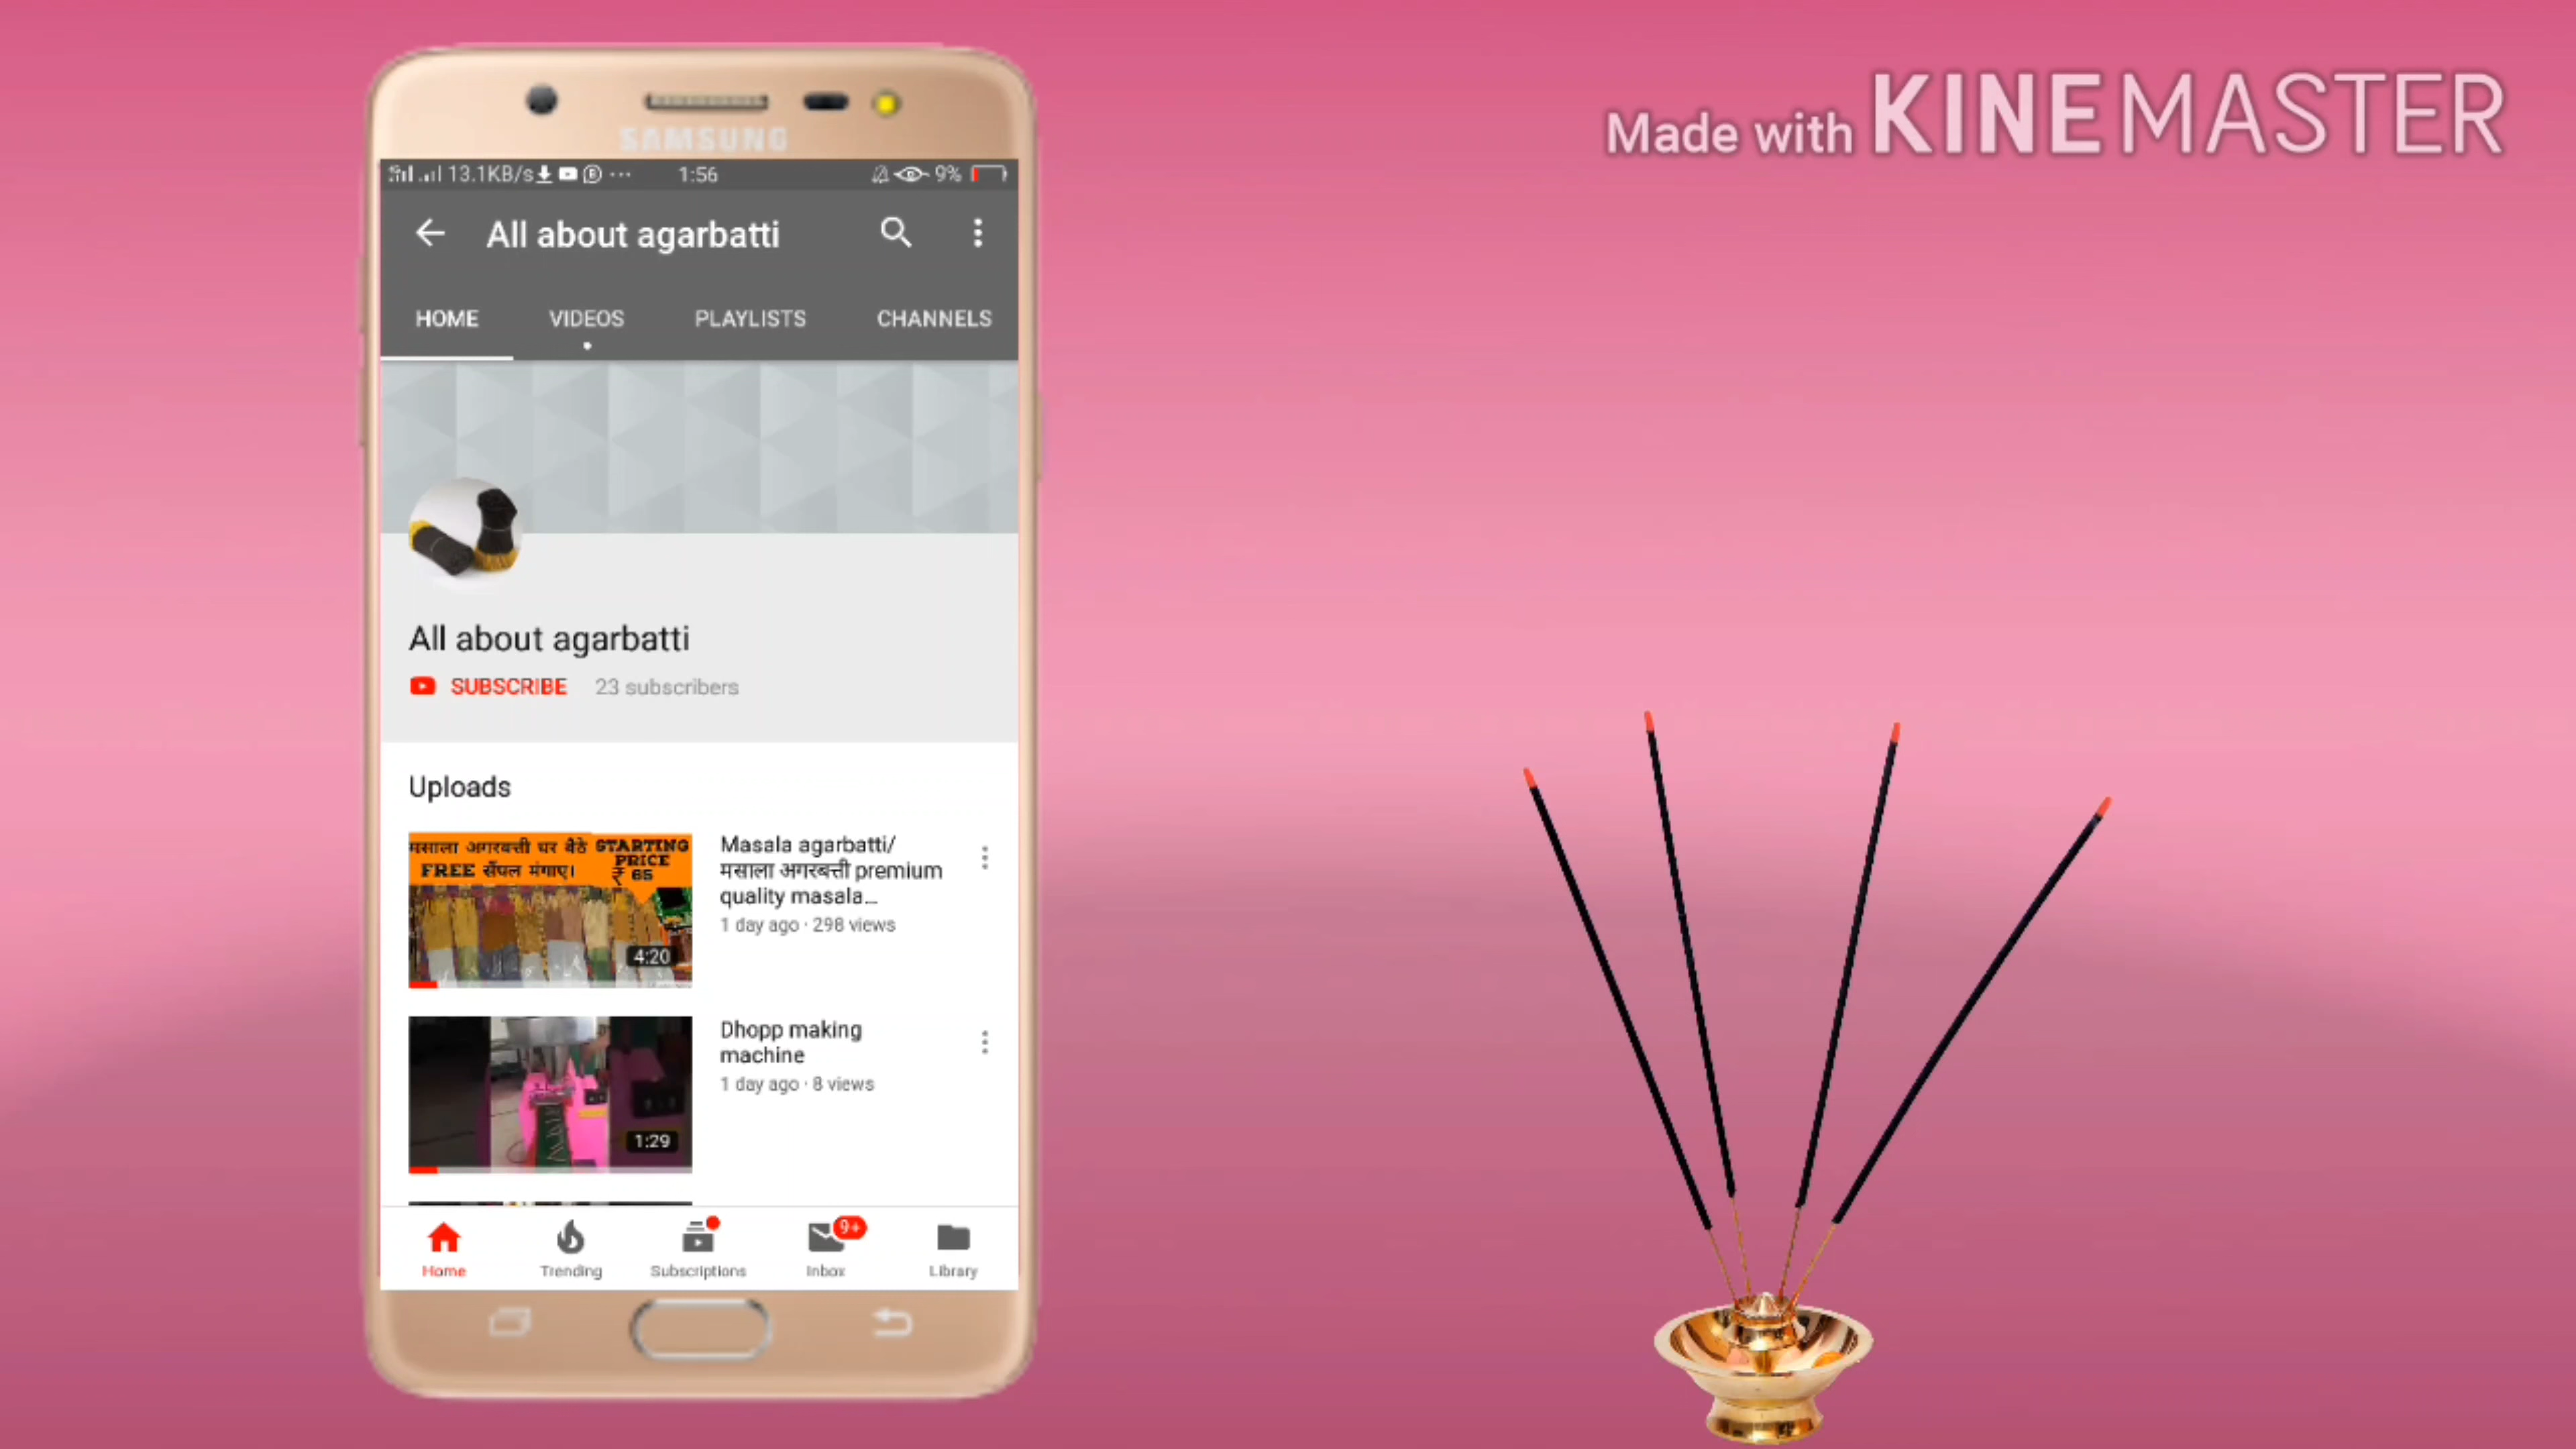 Made with KINEMASTER
SAMSUNG
13.1KB/s 1:56 9%
All about agarbatti
HOME VIDEOS PLAYLISTS CHANNELS
All about agarbatti
SUBSCRIBE 23 subscribers
Uploads
मसाला अगरबत्ती घर बैठे
FREE सैंपल मंगाए।
STARTING
PRICE
₹ 65
4:20
Masala agarbatti/
मसाला अगरबत्ती premium
quality masala...
1 day ago · 298 views
1:29
Dhopp making
machine
1 day ago · 8 views
9+
Home Trending Subscriptions Inbox Library